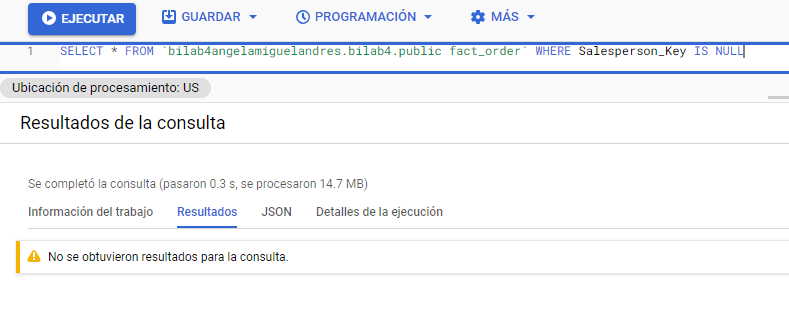 EJECUTAR GUARDAR PROGRAMACIÓN MÁS
1 SELECT * FROM `bilab4angelamiguelandres.bilab4.public fact_order` WHERE Salesperson_Key IS NULL
Ubicación de procesamiento: US
Resultados de la consulta
Se completó la consulta (pasaron 0.3 s, se procesaron 14.7 MB)
Información del trabajo Resultados JSON Detalles de la ejecución
No se obtuvieron resultados para la consulta.